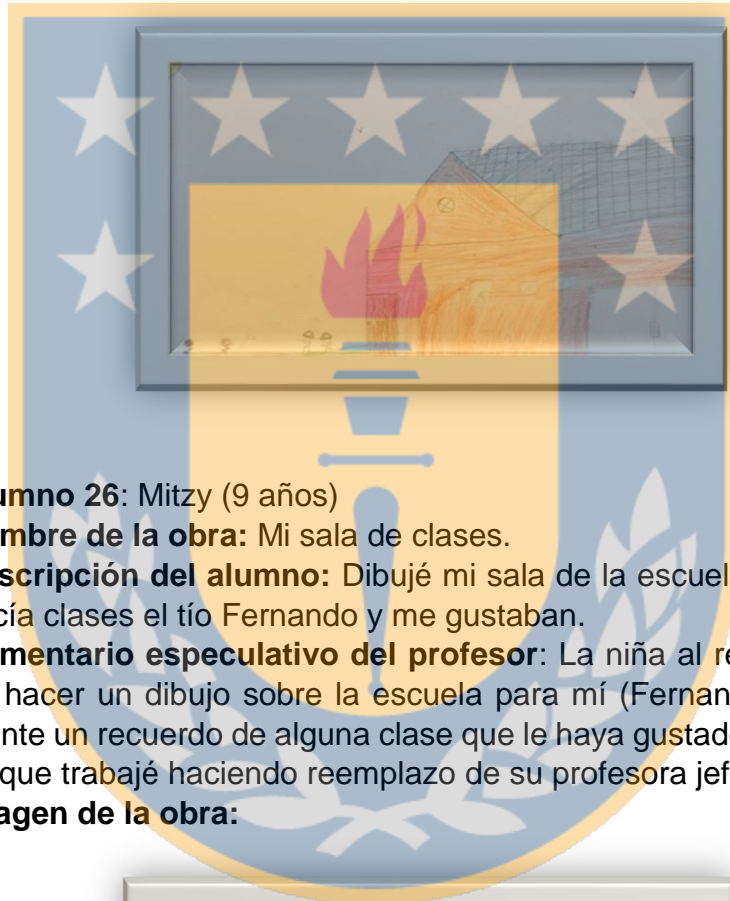 umno 26: Mitzy (9 años)
mbre de la obra: Mi sala de clases.
scripción del alumno: Dibujé mi sala de la escuel
cía clases el tío Fernando y me gustaban.
mentario especulativo del profesor: La niña al re
hacer un dibujo sobre la escuela para mí (Fernan
nte un recuerdo de alguna clase que le haya gustad
que trabajé haciendo reemplazo de su profesora jef
agen de la obra: